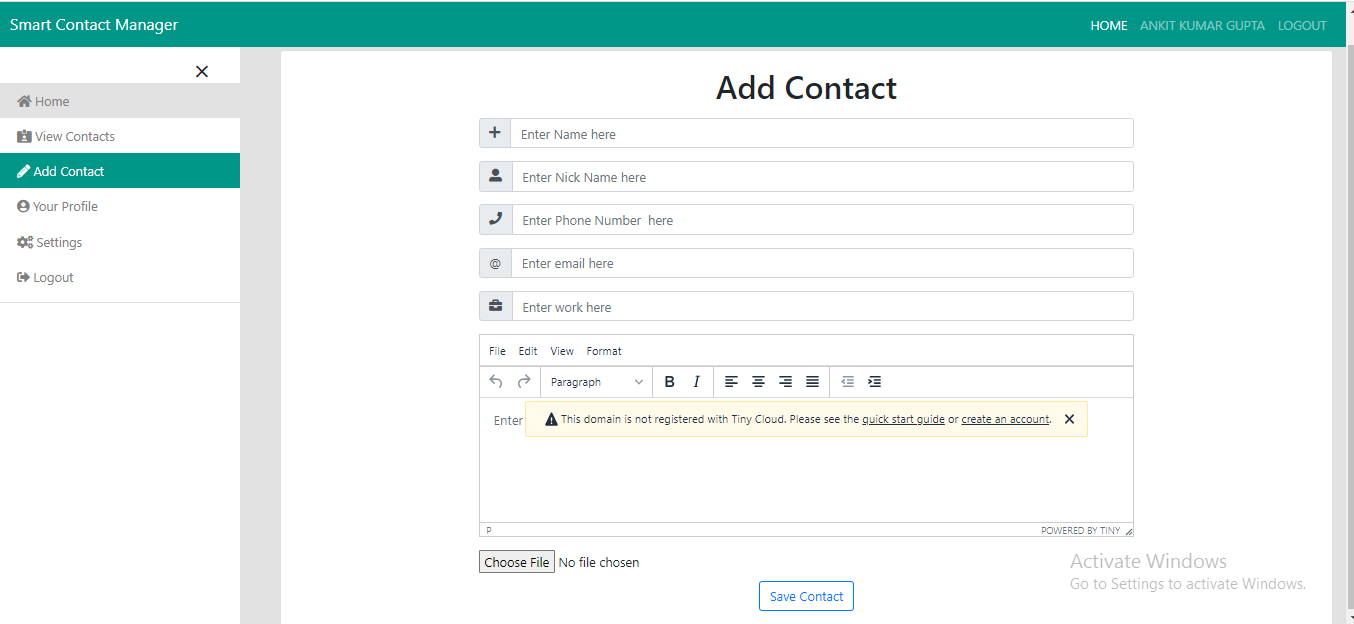 Smart Contact Manager
HOME ANKIT KUMAR GUPTA LOGOUT
Home
View Contacts
Add Contact
Your Profile
Settings
Logout
Add Contact
Enter Name here
Enter Nick Name here
Enter Phone Number  here
@ Enter email here
Enter work here
File Edit View Format
Paragraph B I
Enter
This domain is not registered with Tiny Cloud. Please see the quick start guide or create an account.
P POWERED BY TINY
Choose File No file chosen
Save Contact
Activate Windows
Go to Settings to activate Windows.